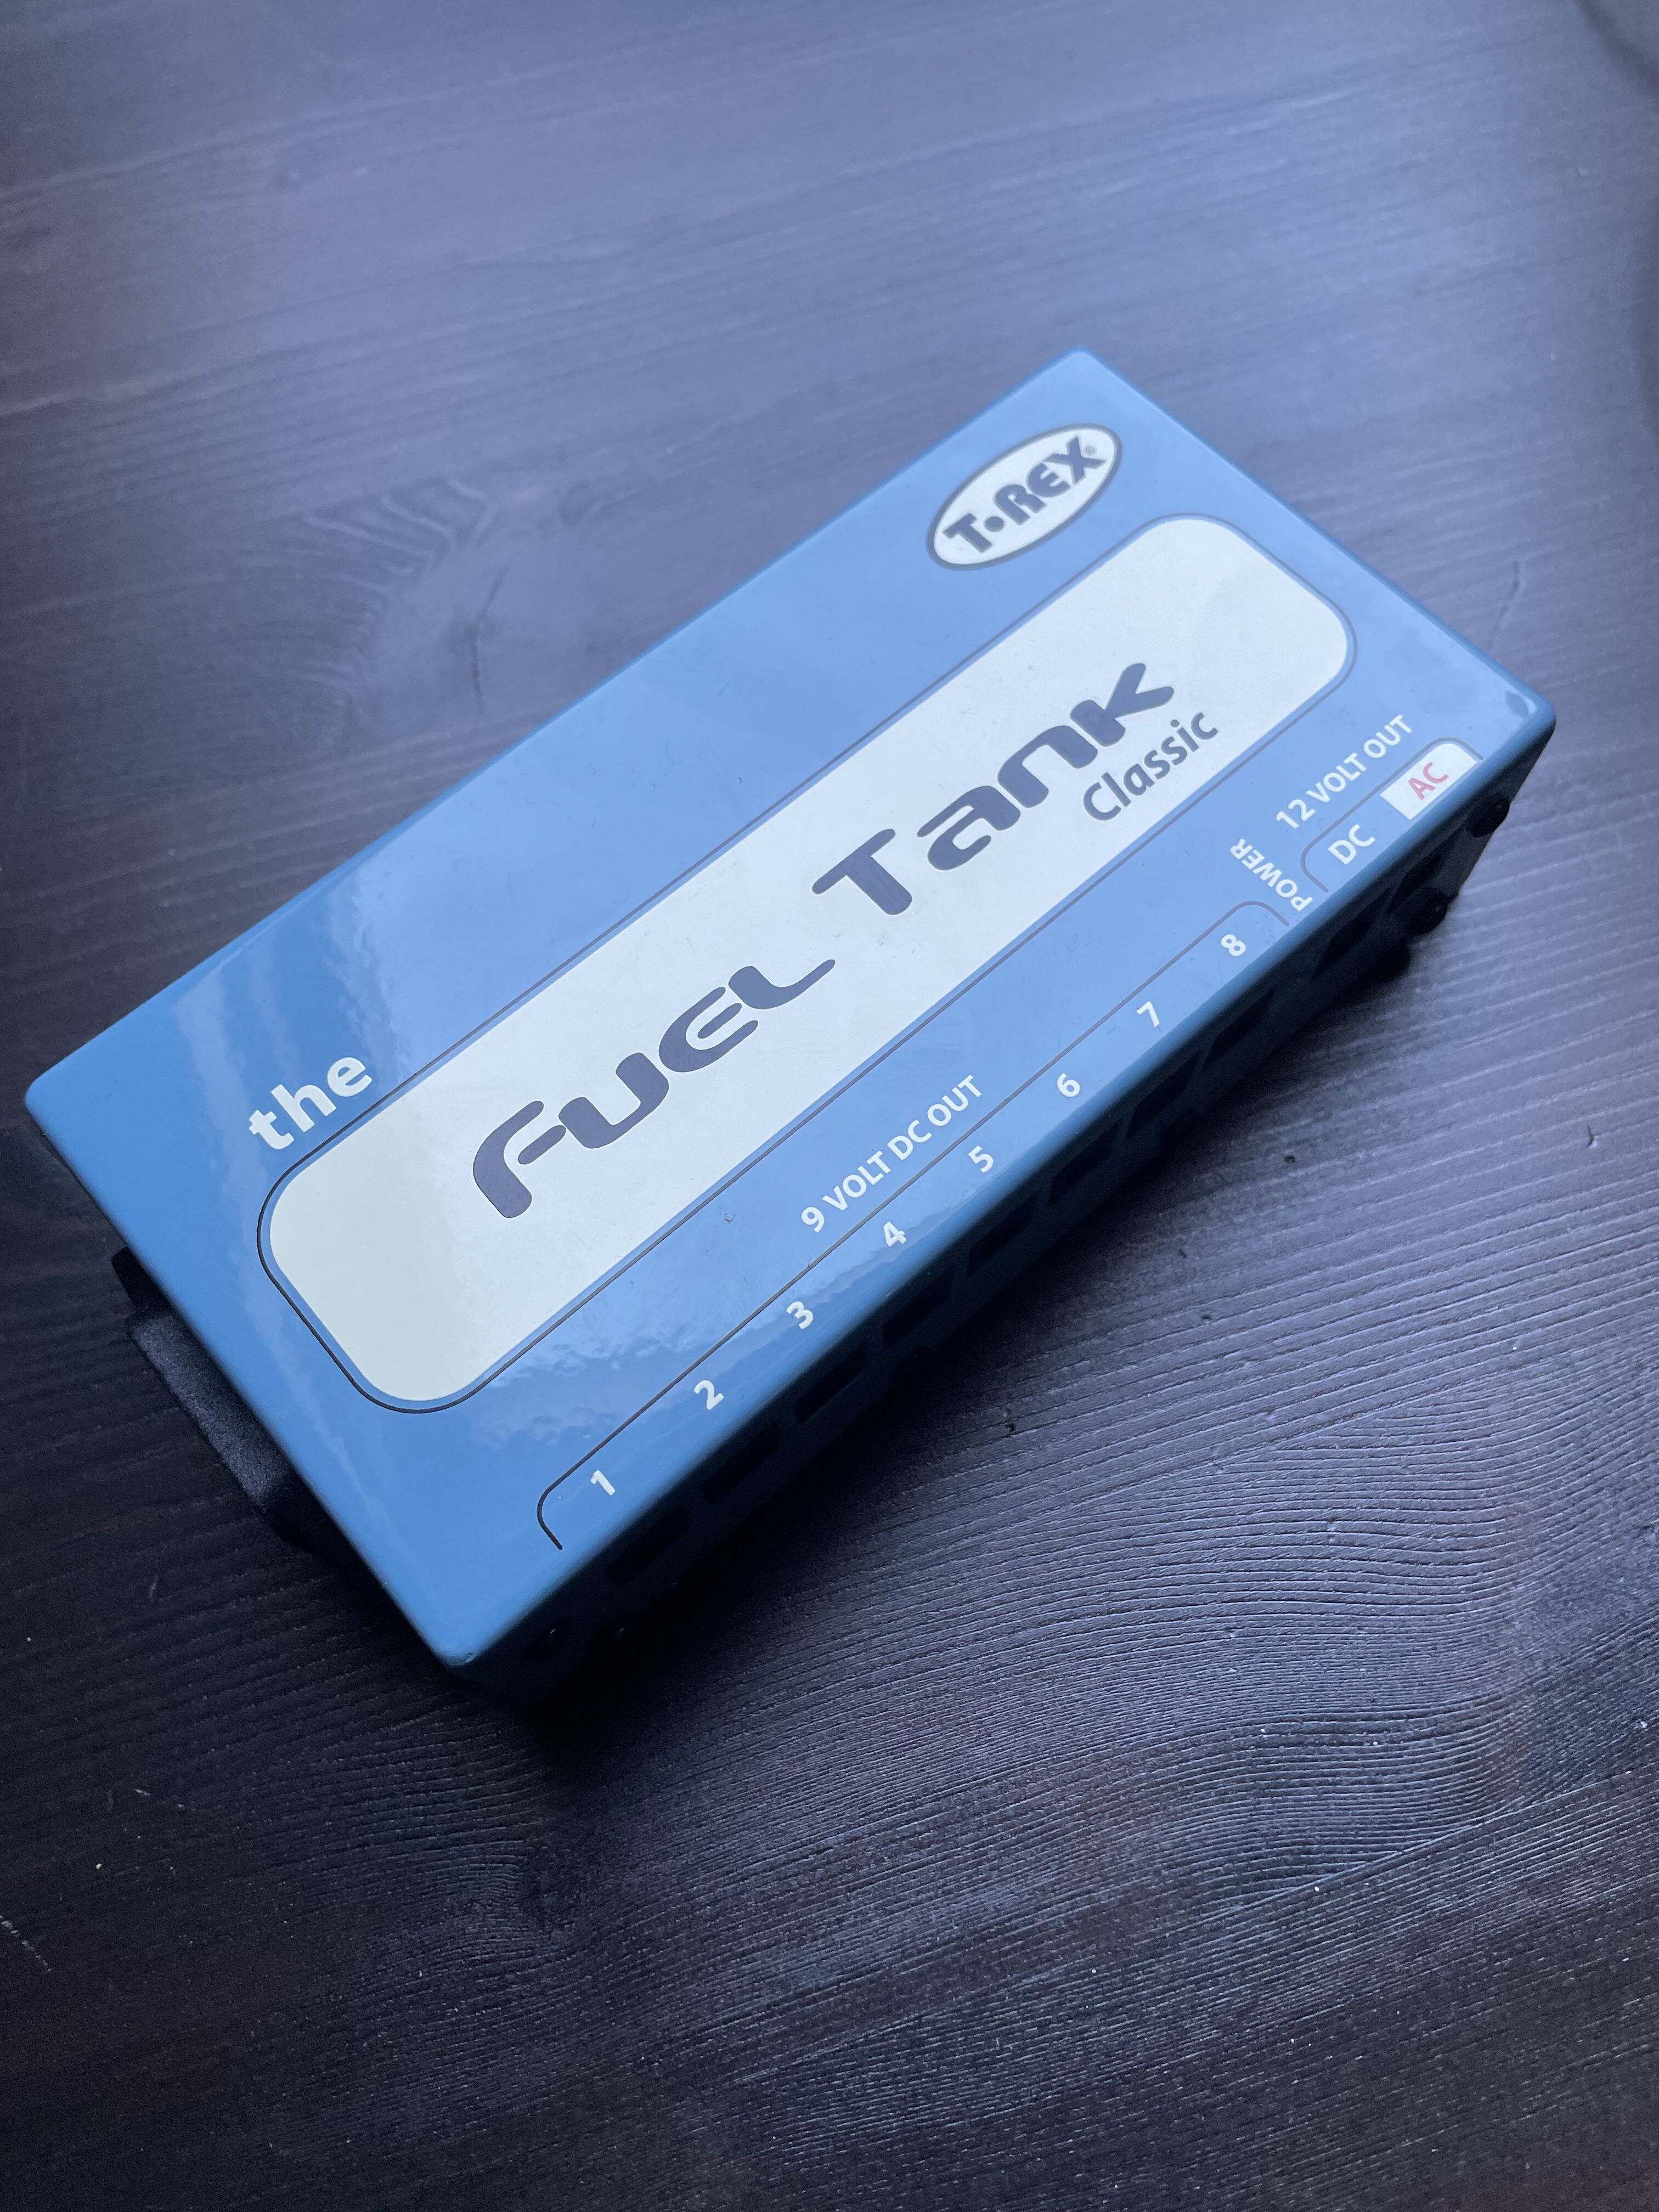 T·REX®
the
Fuel Tank
Classic
9 VOLT DC OUT
1 2 3 4 5 6 7 8
POWER
12 VOLT OUT
DC AC